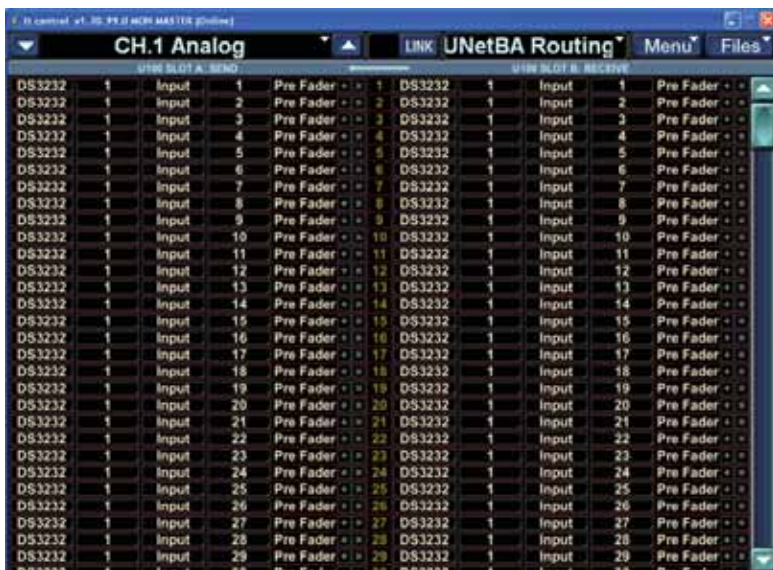 control v1.70.99.0 MON MASTER (Online)
CH.1 Analog LINK UNetBA Routing Menu Files
U100 SLOT A: SEND U100 SLOT B: RECEIVE
DS3232 1 Input 1 Pre Fader + = 1 DS3232 1 Input 1 Pre Fader + =
DS3232 1 Input 2 Pre Fader + = 2 DS3232 1 Input 2 Pre Fader + =
DS3232 1 Input 3 Pre Fader + = 3 DS3232 1 Input 3 Pre Fader + =
DS3232 1 Input 4 Pre Fader + = 4 DS3232 1 Input 4 Pre Fader + =
DS3232 1 Input 5 Pre Fader + = 5 DS3232 1 Input 5 Pre Fader + =
DS3232 1 Input 6 Pre Fader + = 6 DS3232 1 Input 6 Pre Fader + =
DS3232 1 Input 7 Pre Fader + = 7 DS3232 1 Input 7 Pre Fader + =
DS3232 1 Input 8 Pre Fader + = 8 DS3232 1 Input 8 Pre Fader + =
DS3232 1 Input 9 Pre Fader + = 9 DS3232 1 Input 9 Pre Fader + =
DS3232 1 Input 10 Pre Fader + = 10 DS3232 1 Input 10 Pre Fader + =
DS3232 1 Input 11 Pre Fader + = 11 DS3232 1 Input 11 Pre Fader + =
DS3232 1 Input 12 Pre Fader + = 12 DS3232 1 Input 12 Pre Fader + =
DS3232 1 Input 13 Pre Fader + = 13 DS3232 1 Input 13 Pre Fader + =
DS3232 1 Input 14 Pre Fader + = 14 DS3232 1 Input 14 Pre Fader + =
DS3232 1 Input 15 Pre Fader + = 15 DS3232 1 Input 15 Pre Fader + =
DS3232 1 Input 16 Pre Fader + = 16 DS3232 1 Input 16 Pre Fader + =
DS3232 1 Input 17 Pre Fader + = 17 DS3232 1 Input 17 Pre Fader + =
DS3232 1 Input 18 Pre Fader + = 18 DS3232 1 Input 18 Pre Fader + =
DS3232 1 Input 19 Pre Fader + = 19 DS3232 1 Input 19 Pre Fader + =
DS3232 1 Input 20 Pre Fader + = 20 DS3232 1 Input 20 Pre Fader + =
DS3232 1 Input 21 Pre Fader + = 21 DS3232 1 Input 21 Pre Fader + =
DS3232 1 Input 22 Pre Fader + = 22 DS3232 1 Input 22 Pre Fader + =
DS3232 1 Input 23 Pre Fader + = 23 DS3232 1 Input 23 Pre Fader + =
DS3232 1 Input 24 Pre Fader + = 24 DS3232 1 Input 24 Pre Fader + =
DS3232 1 Input 25 Pre Fader + = 25 DS3232 1 Input 25 Pre Fader + =
DS3232 1 Input 26 Pre Fader + = 26 DS3232 1 Input 26 Pre Fader + =
DS3232 1 Input 27 Pre Fader + = 27 DS3232 1 Input 27 Pre Fader + =
DS3232 1 Input 28 Pre Fader + = 28 DS3232 1 Input 28 Pre Fader + =
DS3232 1 Input 29 Pre Fader + = 29 DS3232 1 Input 29 Pre Fader + =